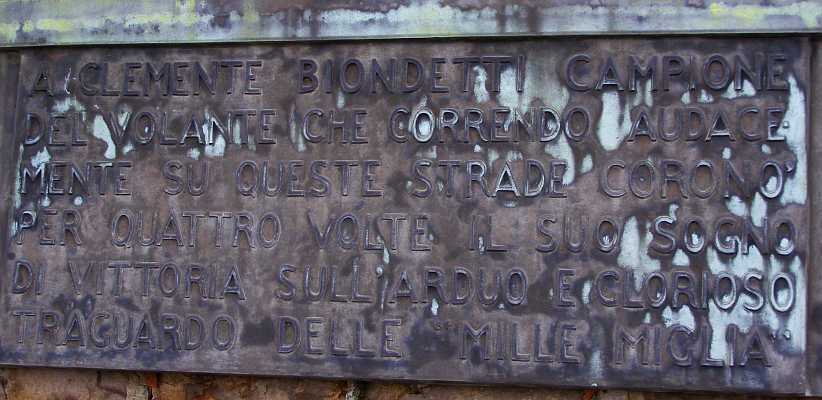 A CLEMENTE BIONDETTI CAMPIONE
DEL VOLANTE CHE CORRENDO AUDACE=
MENTE SU QUESTE STRADE CORONO'
PER QUATTRO VOLTE IL SUO SOGNO
DI VITTORIA SULL'ARDUO E GLORIOSO
TRAGUARDO DELLE "MILLE MIGLIA"